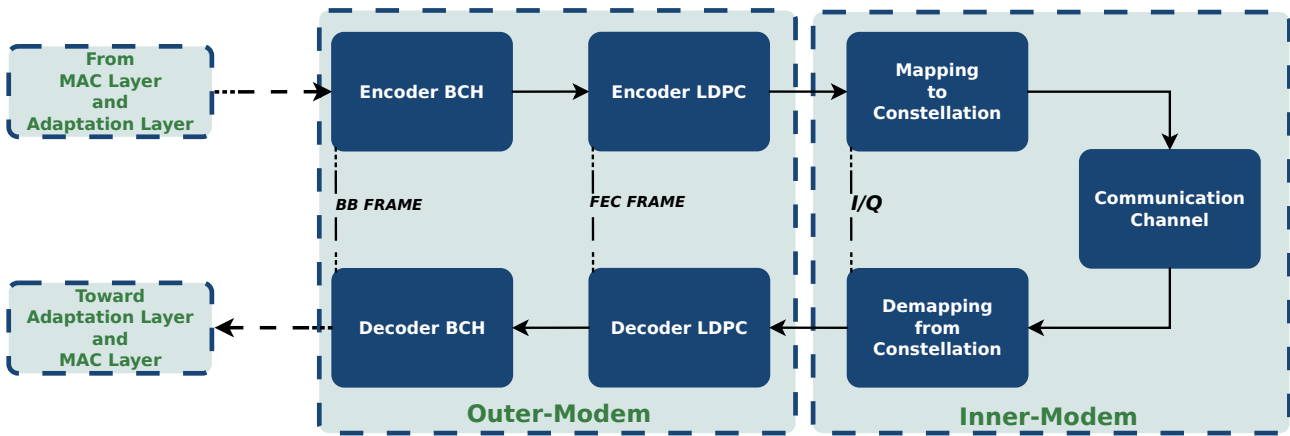 From
MAC Layer
and
Adaptation Layer
Encoder BCH
Encoder LDPC
Mapping
to
Constellation
Communication
Channel
BB FRAME
FEC FRAME
I/Q
Toward
Adaptation Layer
and
MAC Layer
Decoder BCH
Decoder LDPC
Demapping
from
Constellation
Outer-Modem
Inner-Modem